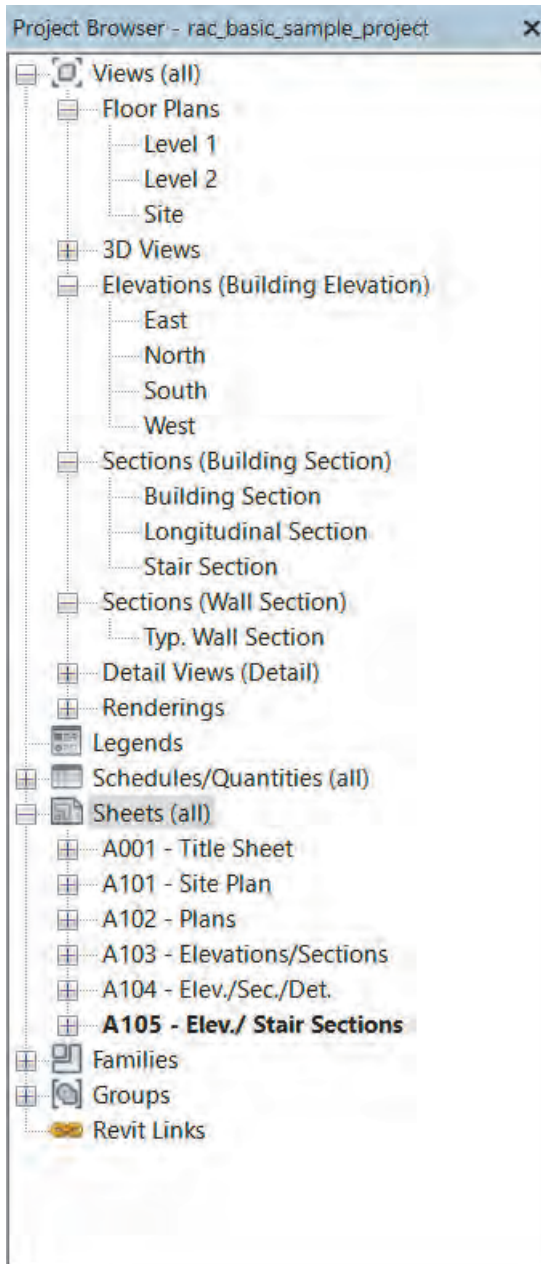 Project Browser - rac_basic_sample_project
Views (all)
Floor Plans
Level 1
Level 2
Site
3D Views
Elevations (Building Elevation)
East
North
South
West
Sections (Building Section)
Building Section
Longitudinal Section
Stair Section
Sections (Wall Section)
Typ. Wall Section
Detail Views (Detail)
Renderings
Legends
Schedules/Quantities (all)
Sheets (all)
A001 - Title Sheet
A101 - Site Plan
A102 - Plans
A103 - Elevations/Sections
A104 - Elev./Sec./Det.
A105 - Elev./ Stair Sections
Families
Groups
Revit Links